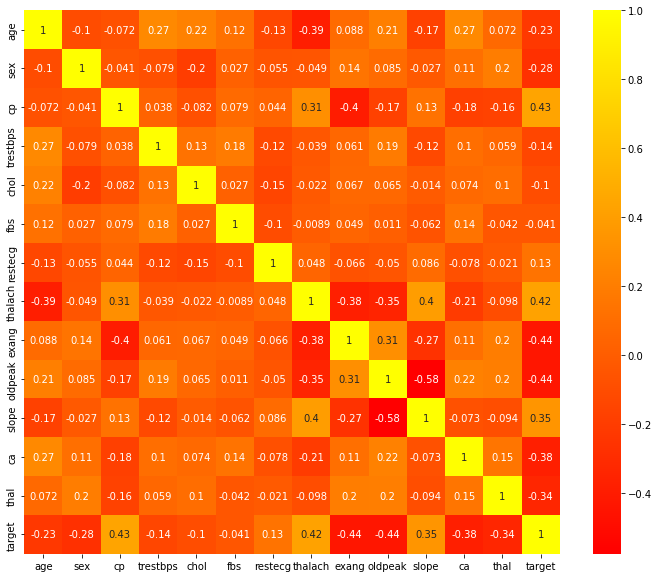 age 1 -0.1 -0.072 0.27 0.22 0.12 -0.13 -0.39 0.088 0.21 -0.17 0.27 0.072 -0.23
sex -0.1 1 -0.041 -0.079 -0.2 0.027 -0.055 -0.049 0.14 0.085 -0.027 0.11 0.2 -0.28
cp -0.072 -0.041 1 0.038 -0.082 0.079 0.044 0.31 -0.4 -0.17 0.13 -0.18 -0.16 0.43
trestbps 0.27 -0.079 0.038 1 0.13 0.18 -0.12 -0.039 0.061 0.19 -0.12 0.1 0.059 -0.14
chol 0.22 -0.2 -0.082 0.13 1 0.027 -0.15 -0.022 0.067 0.065 -0.014 0.074 0.1 -0.1
fbs 0.12 0.027 0.079 0.18 0.027 1 -0.1 -0.0089 0.049 0.011 -0.062 0.14 -0.042 -0.041
restecg -0.13 -0.055 0.044 -0.12 -0.15 -0.1 1 0.048 -0.066 -0.05 0.086 -0.078 -0.021 0.13
thalach -0.39 -0.049 0.31 -0.039 -0.022 -0.0089 0.048 1 -0.38 -0.35 0.4 -0.21 -0.098 0.42
exang 0.088 0.14 -0.4 0.061 0.067 0.049 -0.066 -0.38 1 0.31 -0.27 0.11 0.2 -0.44
oldpeak 0.21 0.085 -0.17 0.19 0.065 0.011 -0.05 -0.35 0.31 1 -0.58 0.22 0.2 -0.44
slope -0.17 -0.027 0.13 -0.12 -0.014 -0.062 0.086 0.4 -0.27 -0.58 1 -0.073 -0.094 0.35
ca 0.27 0.11 -0.18 0.1 0.074 0.14 -0.078 -0.21 0.11 0.22 -0.073 1 0.15 -0.38
thal 0.072 0.2 -0.16 0.059 0.1 -0.042 -0.021 -0.098 0.2 0.2 -0.094 0.15 1 -0.34
target -0.23 -0.28 0.43 -0.14 -0.1 -0.041 0.13 0.42 -0.44 -0.44 0.35 -0.38 -0.34 1
age sex cp trestbps chol fbs restecg thalach exang oldpeak slope ca thal target
1.0
0.8
0.6
0.4
0.2
0.0
−0.2
−0.4